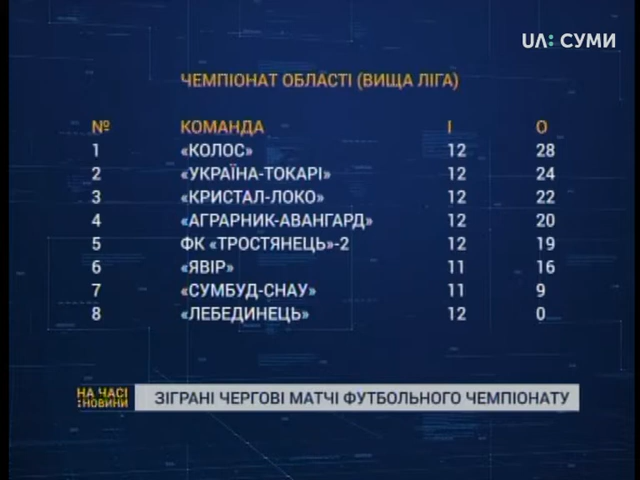 UA: СУМИ
ЧЕМПІОНАТ ОБЛАСТІ (ВИЩА ЛІГА)
№ КОМАНДА І О
1 «КОЛОС» 12 28
2 «УКРАЇНА-ТОКАРІ» 12 24
3 «КРИСТАЛ-ЛОКО» 12 22
4 «АГРАРНИК-АВАНГАРД» 12 20
5 ФК «ТРОСТЯНЕЦЬ»-2 12 19
6 «ЯВІР» 11 16
7 «СУМБУД-СНАУ» 11 9
8 «ЛЕБЕДИНЕЦЬ» 12 0
НА ЧАСІ
:НОВИНИ
ЗІГРАНІ ЧЕРГОВІ МАТЧІ ФУТБОЛЬНОГО ЧЕМПІОНАТУ